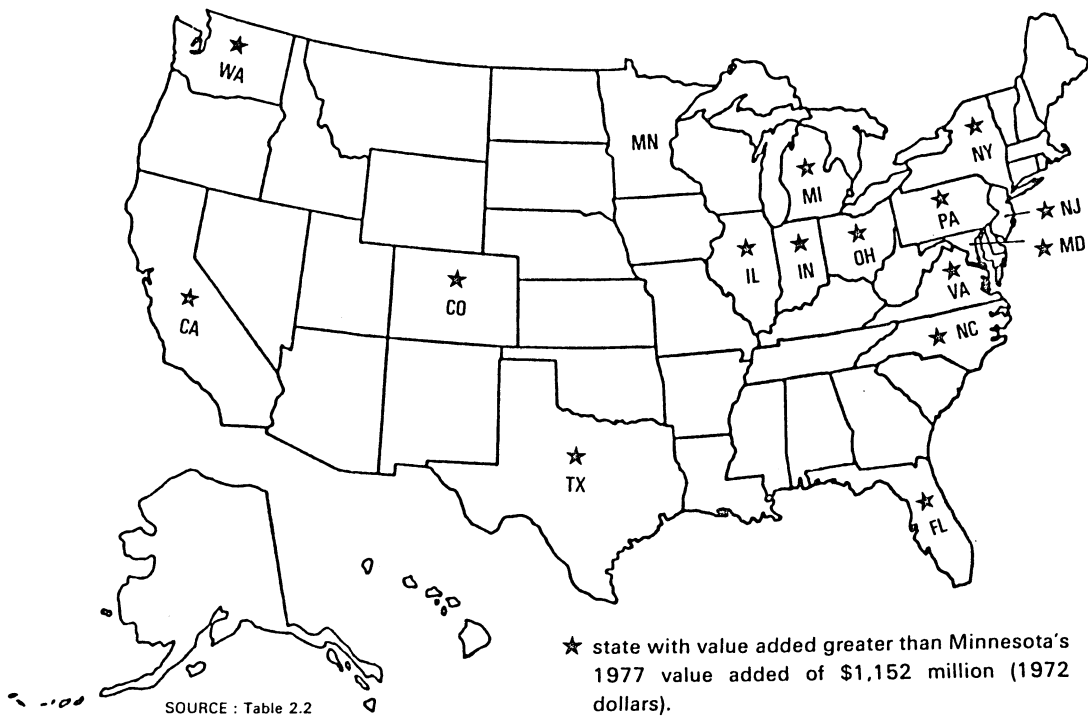 WA
MN
NY
MI
PA
★ NJ
★ MD
OH
IL
IN
VA
CO
CA
NC
TX
FL
★ state with value added greater than Minnesota's
1977 value added of $1,152 million (1972
dollars).
SOURCE : Table 2.2